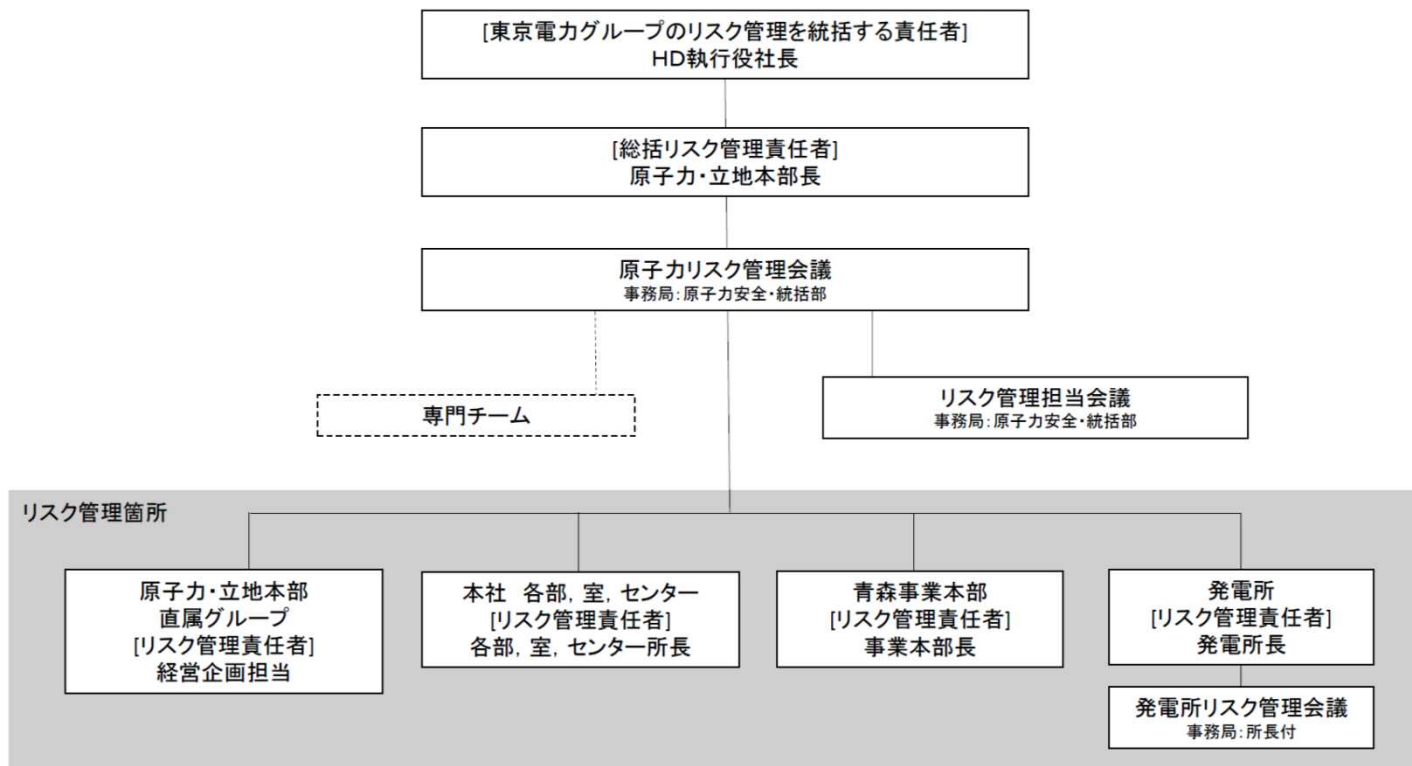 [東京電力グループのリスク管理を統括する責任者]
HD執行役社長
[総括リスク管理責任者]
原子力・立地本部長
原子力リスク管理会議
事務局：原子力安全・統括部
専門チーム
リスク管理担当会議
事務局：原子力安全・統括部
リスク管理箇所
原子力・立地本部
直属グループ
[リスク管理責任者]
経営企画担当
本社　各部，室，センター
[リスク管理責任者]
各部，室，センター所長
青森事業本部
[リスク管理責任者]
事業本部長
発電所
[リスク管理責任者]
発電所長
発電所リスク管理会議
事務局：所長付